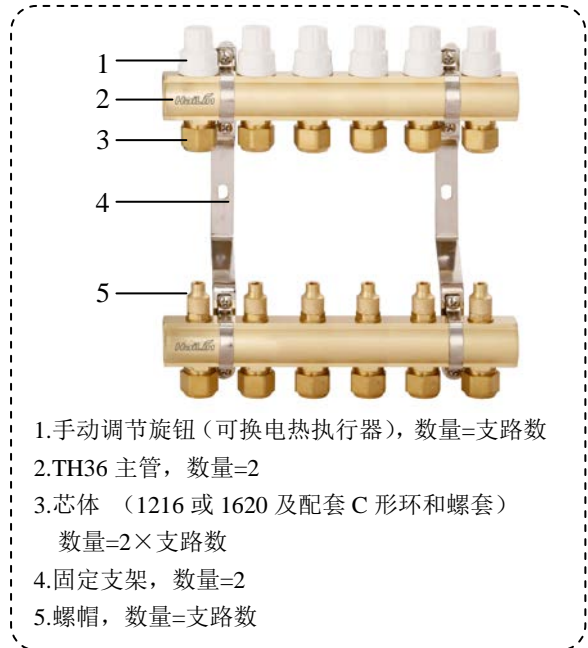 1
2
HaiLin
3
4
5
HaiLin
1.手动调节旋钮（可换电热执行器），数量=支路数
2.TH36 主管，数量=2
3.芯体 （1216 或 1620 及配套 C 形环和螺套）
数量=2×支路数
4.固定支架，数量=2
5.螺帽，数量=支路数